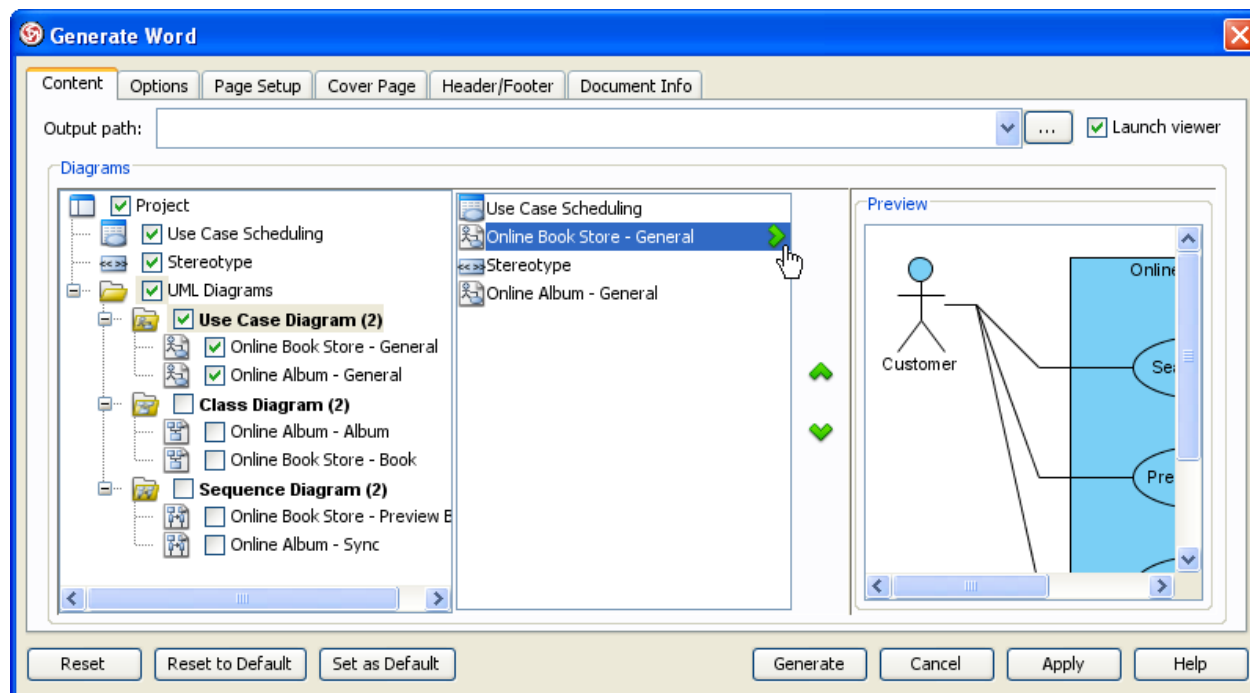 Generate Word
Content Options Page Setup Cover Page Header/Footer Document Info
Output path: ... Launch viewer
Diagrams
Project
Use Case Scheduling
<< >> Stereotype
UML Diagrams
Use Case Diagram (2)
Online Book Store - General
Online Album - General
Class Diagram (2)
Online Album - Album
Online Book Store - Book
Sequence Diagram (2)
Online Book Store - Preview B
Online Album - Sync
Use Case Scheduling
Online Book Store - General
<< >> Stereotype
Online Album - General
Preview
Online
Customer
Sea
Pre
Reset Reset to Default Set as Default Generate Cancel Apply Help